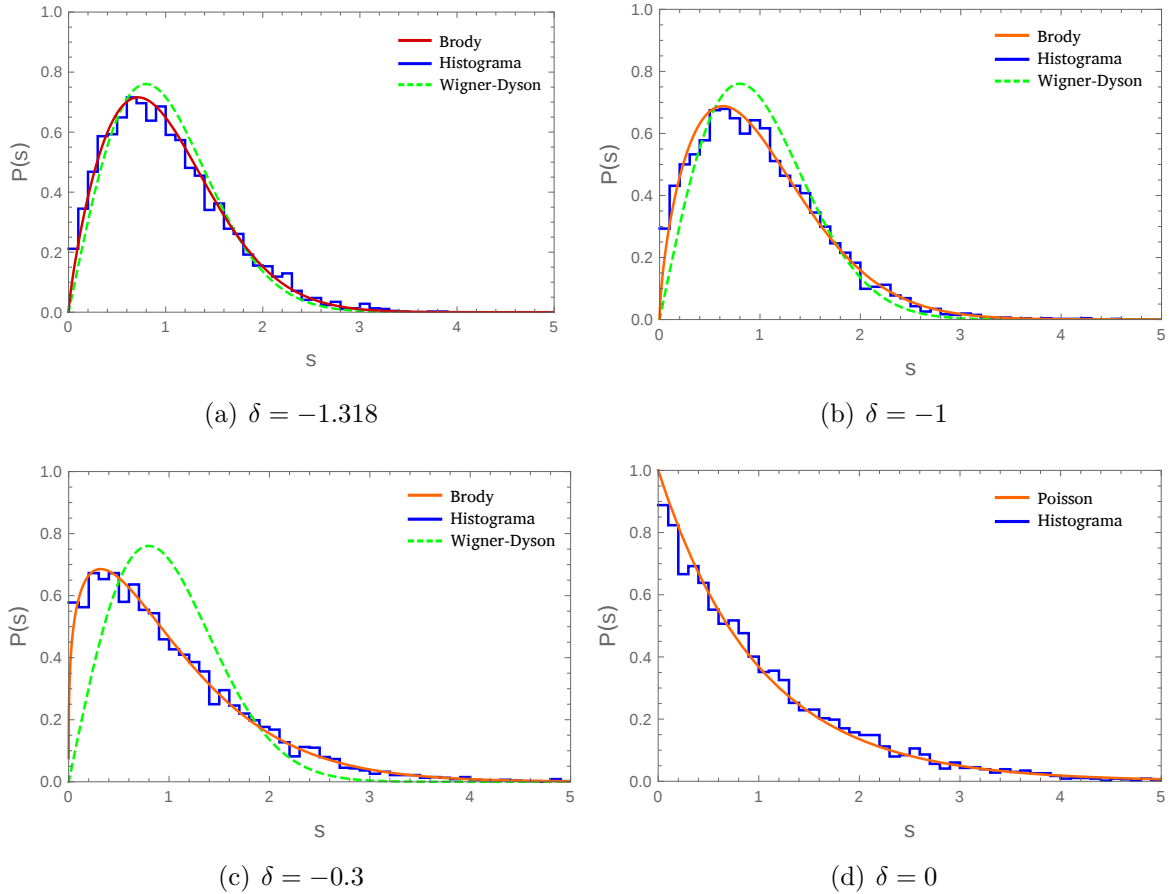 1.0
0.8
0.6
0.4
0.2
0.0
P(s)
Brody
Histograma
Wigner-Dyson
0 1 2 3 4 5
s
(a) δ = −1.318
1.0
0.8
0.6
0.4
0.2
0.0
P(s)
Brody
Histograma
Wigner-Dyson
0 1 2 3 4 5
s
(b) δ = −1
1.0
0.8
0.6
0.4
0.2
0.0
P(s)
Brody
Histograma
Wigner-Dyson
0 1 2 3 4 5
s
(c) δ = −0.3
1.0
0.8
0.6
0.4
0.2
0.0
P(s)
Poisson
Histograma
0 1 2 3 4 5
s
(d) δ = 0